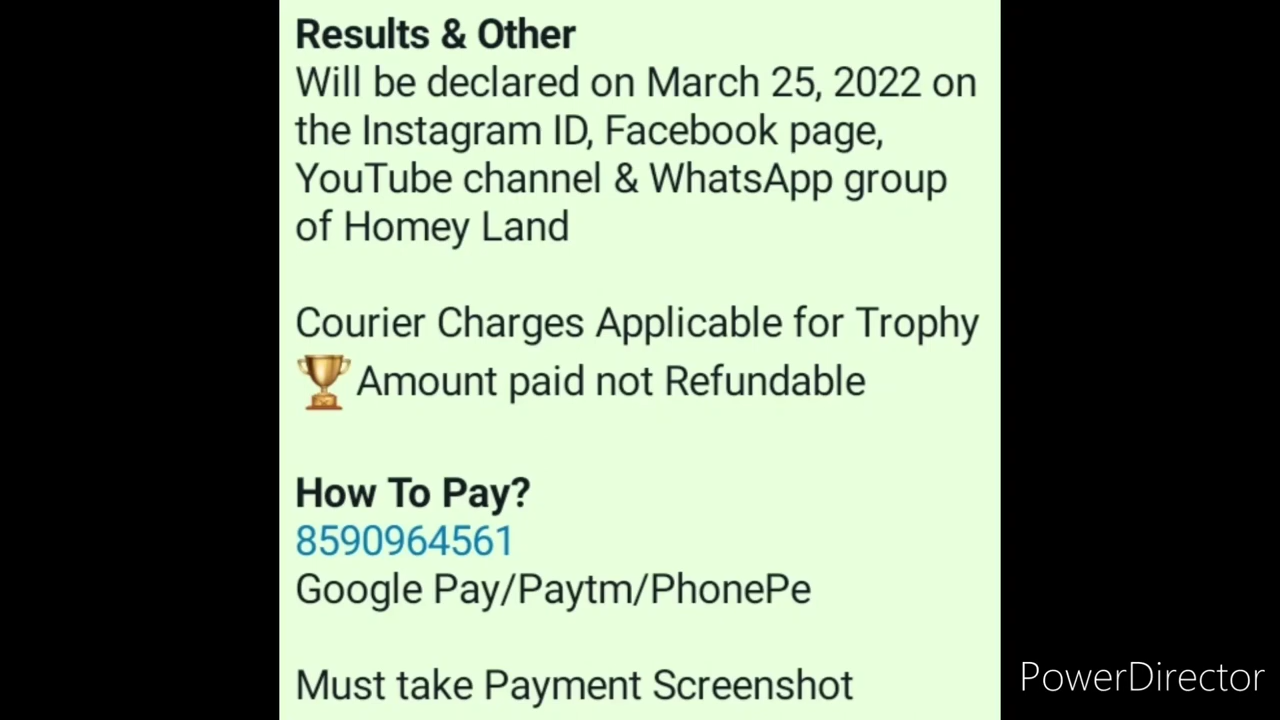 Results & Other
Will be declared on March 25, 2022 on
the Instagram ID, Facebook page,
YouTube channel & WhatsApp group
of Homey Land
Courier Charges Applicable for Trophy
🏆Amount paid not Refundable
How To Pay?
8590964561
Google Pay/Paytm/PhonePe
Must take Payment Screenshot
PowerDirector